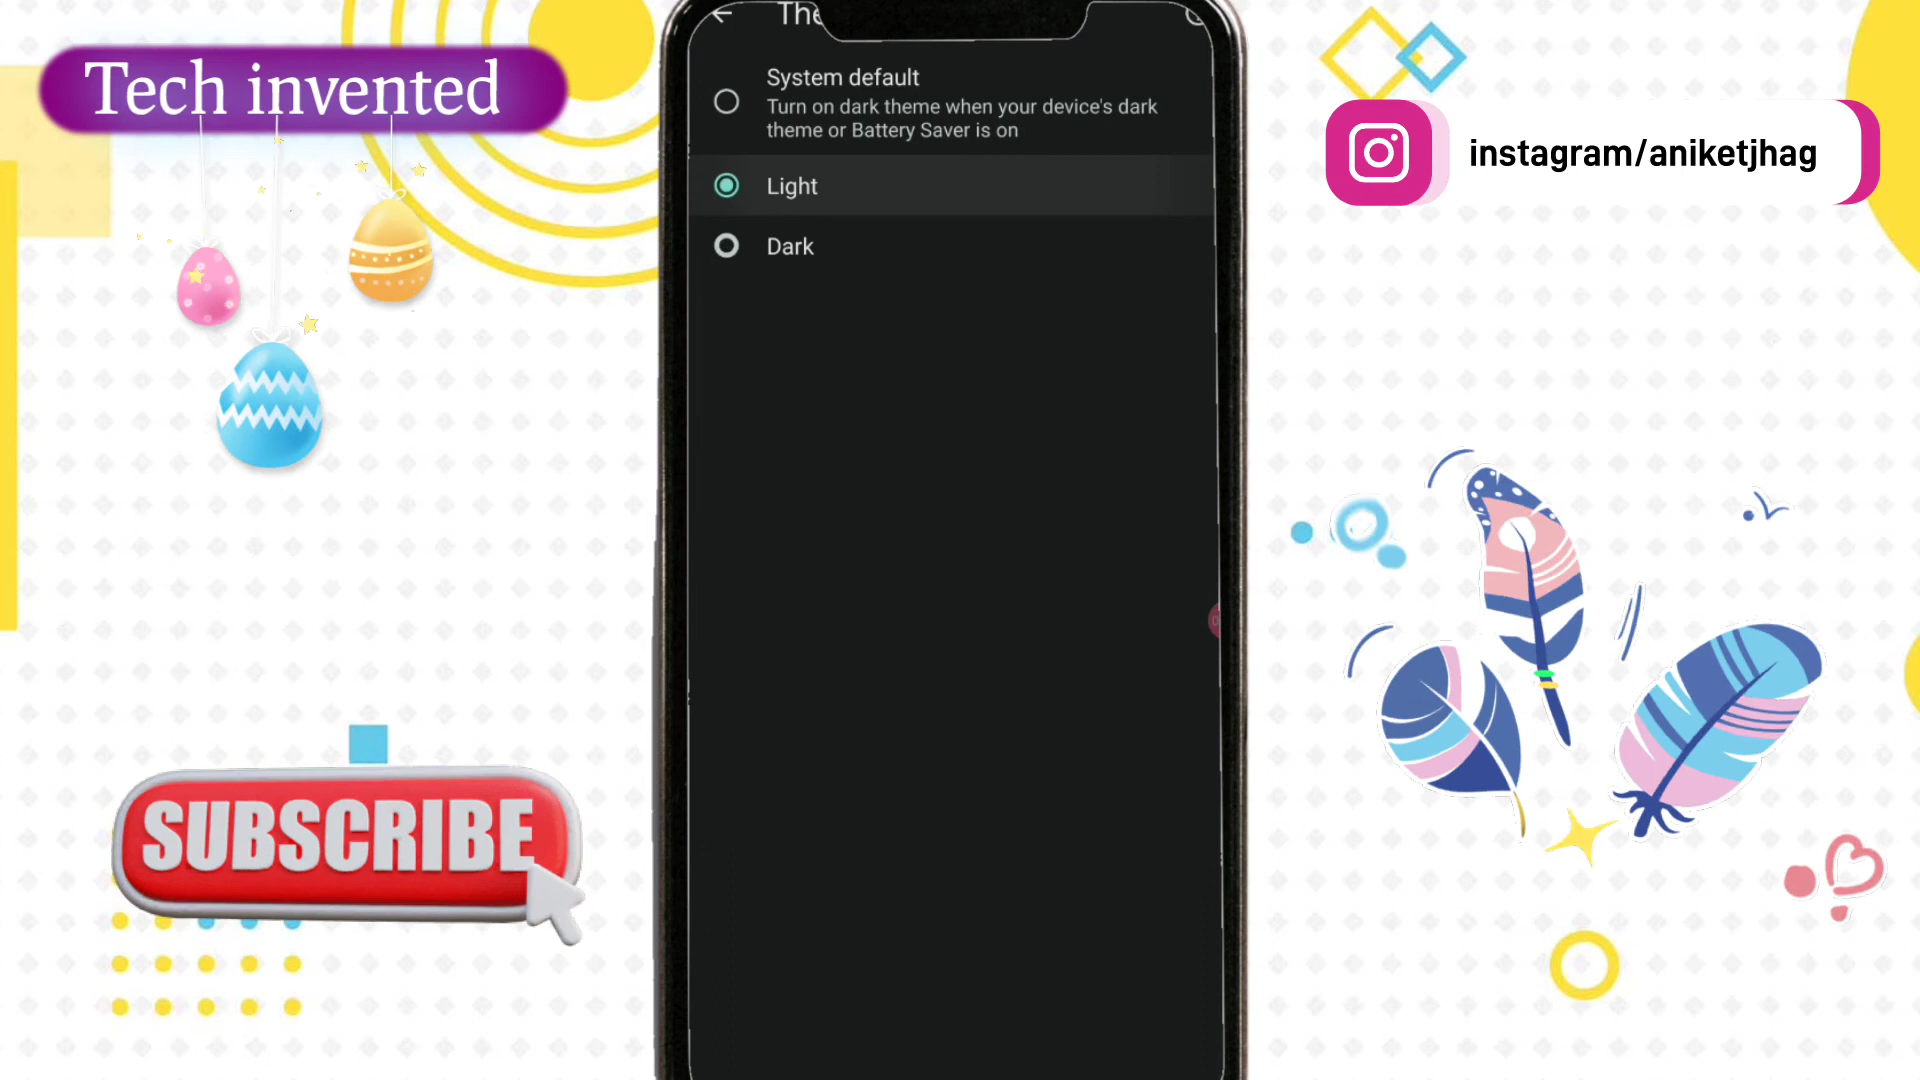 Tech invented
The
System default
Turn on dark theme when your device's dark
theme or Battery Saver is on
Light
Dark
instagram/aniketjhag
SUBSCRIBE